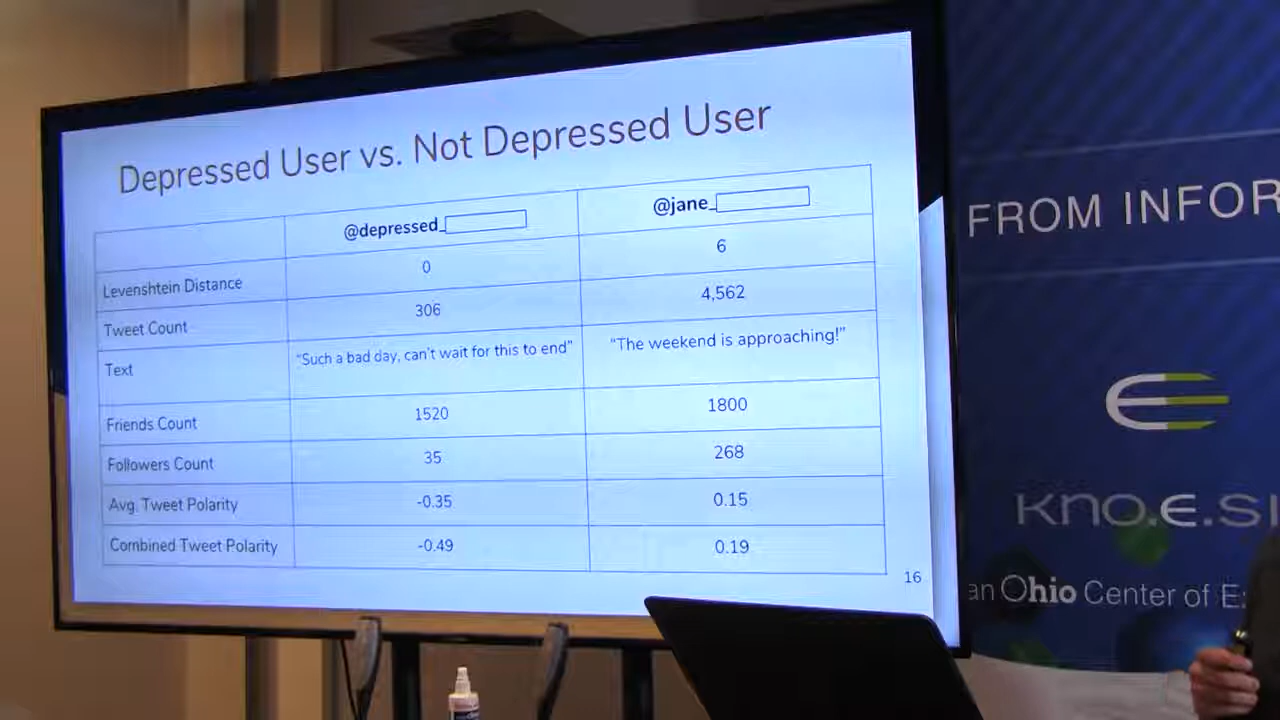 Depressed User vs. Not Depressed User
@depressed_ @jane_
Levenshtein Distance 0 6
Tweet Count 306 4,562
Text "Such a bad day, can't wait for this to end" "The weekend is approaching!"
Friends Count 1520 1800
Followers Count 35 268
Avg. Tweet Polarity -0.35 0.15
Combined Tweet Polarity -0.49 0.19
16
FROM INFOR
kno.e.si
an Ohio Center of E